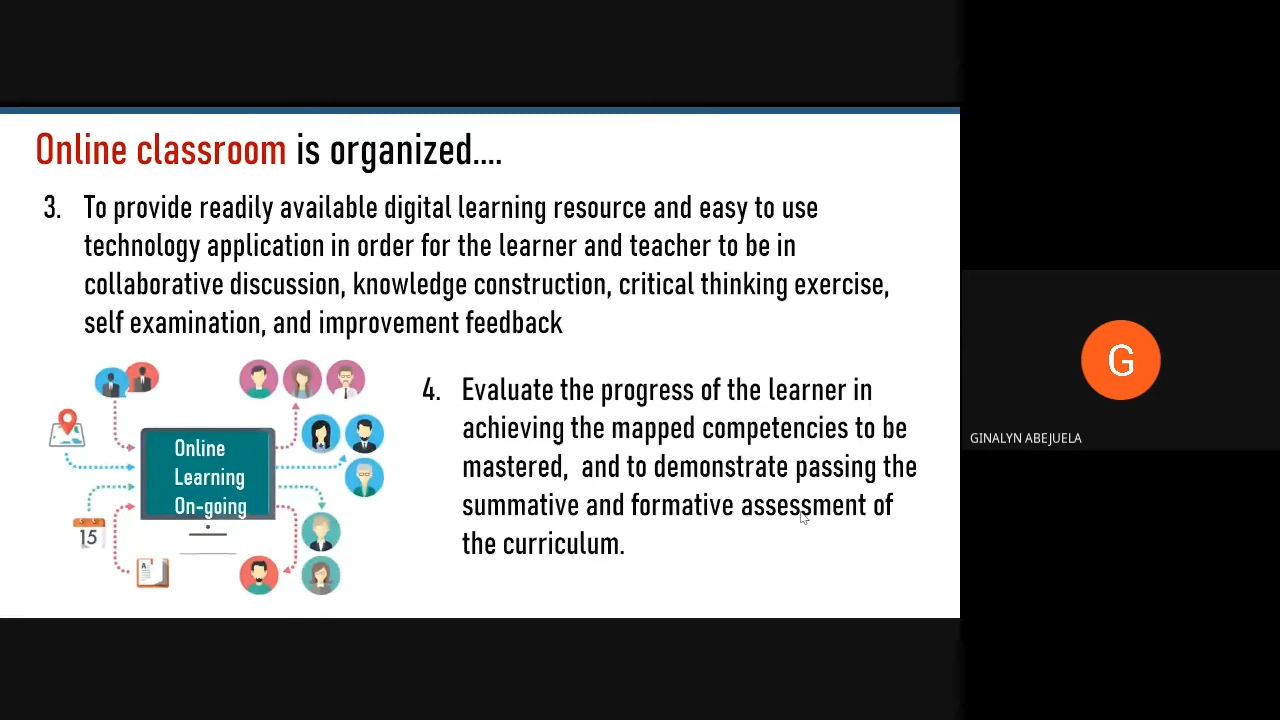 Online classroom is organized....
3. To provide readily available digital learning resource and easy to use
technology application in order for the learner and teacher to be in
collaborative discussion, knowledge construction, critical thinking exercise,
self examination, and improvement feedback
4. Evaluate the progress of the learner in
achieving the mapped competencies to be
mastered, and to demonstrate passing the
summative and formative assessment of
the curriculum.
Online
Learning
On-going
15
A
G
GINALYN ABEJUELA